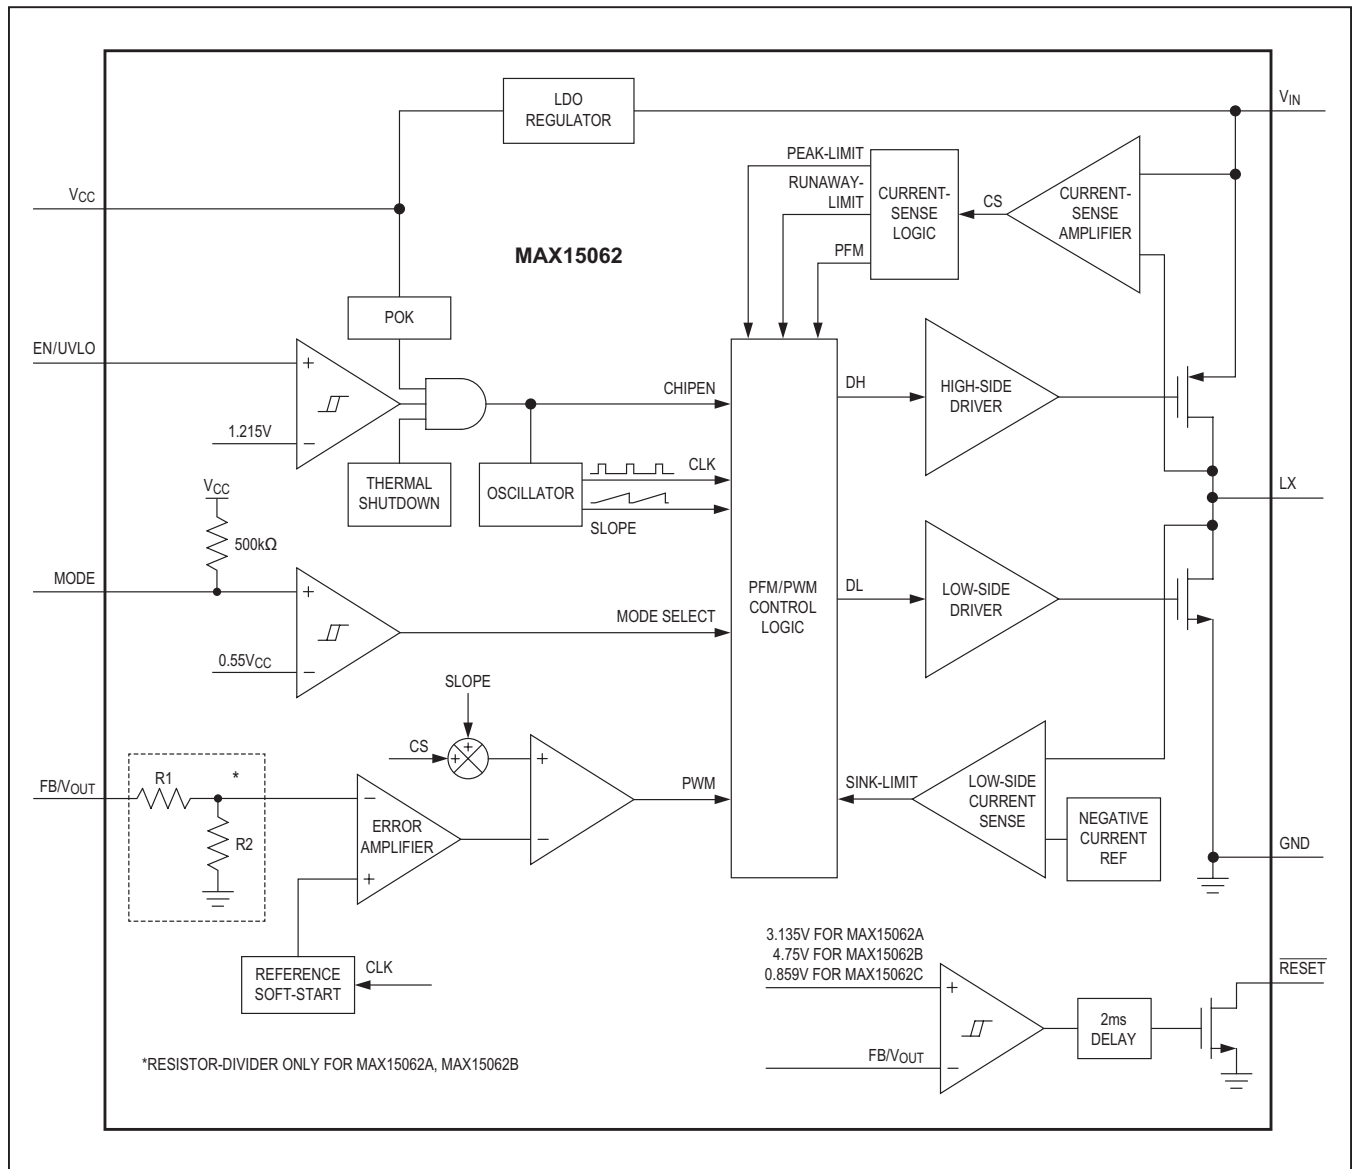 LDO
REGULATOR
VIN
PEAK-LIMIT
RUNAWAY-
LIMIT
PFM
CURRENT-
SENSE
LOGIC
CS
CURRENT-
SENSE
AMPLIFIER
VCC
MAX15062
POK
EN/UVLO
+
1.215V
−
CHIPEN
DH
HIGH-SIDE
DRIVER
THERMAL
SHUTDOWN
OSCILLATOR
CLK
SLOPE
LX
VCC
500kΩ
MODE
+
0.55VCC
−
MODE SELECT
PFM/PWM
CONTROL
LOGIC
DL
LOW-SIDE
DRIVER
SLOPE
CS
+
+
+
−
PWM
FB/VOUT
R1
*
R2
−
ERROR
AMPLIFIER
+
SINK-LIMIT
LOW-SIDE
CURRENT
SENSE
NEGATIVE
CURRENT
REF
GND
REFERENCE
SOFT-START
CLK
3.135V FOR MAX15062A
4.75V FOR MAX15062B
0.859V FOR MAX15062C
+
FB/VOUT
−
2ms
DELAY
RESET
*RESISTOR-DIVIDER ONLY FOR MAX15062A, MAX15062B